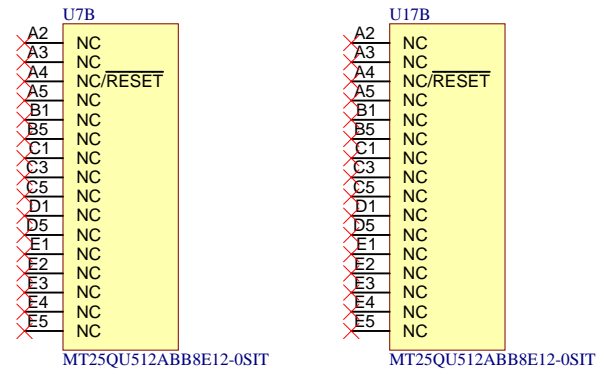 U7B
A2 NC
A3 NC
A4 NC/RESET
A5 NC
B1 NC
B5 NC
C1 NC
C3 NC
C5 NC
D1 NC
D5 NC
E1 NC
E2 NC
E3 NC
E4 NC
E5 NC
MT25QU512ABB8E12-0SIT
U17B
A2 NC
A3 NC
A4 NC/RESET
A5 NC
B1 NC
B5 NC
C1 NC
C3 NC
C5 NC
D1 NC
D5 NC
E1 NC
E2 NC
E3 NC
E4 NC
E5 NC
MT25QU512ABB8E12-0SIT